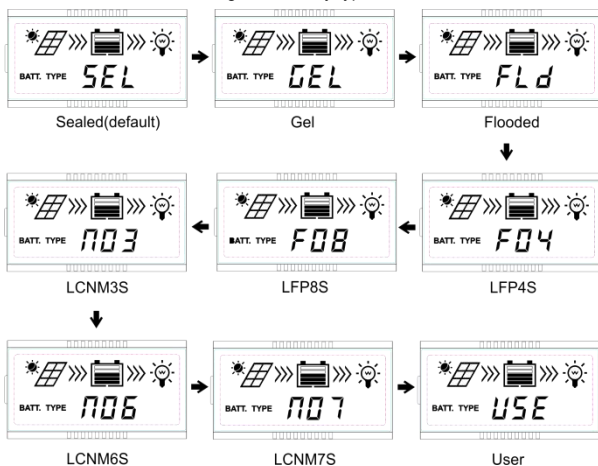 BATT. TYPE SEL
BATT. TYPE GEL
BATT. TYPE FLd
Sealed(default)
Gel
Flooded
BATT. TYPE N03
BATT. TYPE F08
BATT. TYPE F04
LCNM3S
LFP8S
LFP4S
BATT. TYPE N06
BATT. TYPE N07
BATT. TYPE USE
LCNM6S
LCNM7S
User